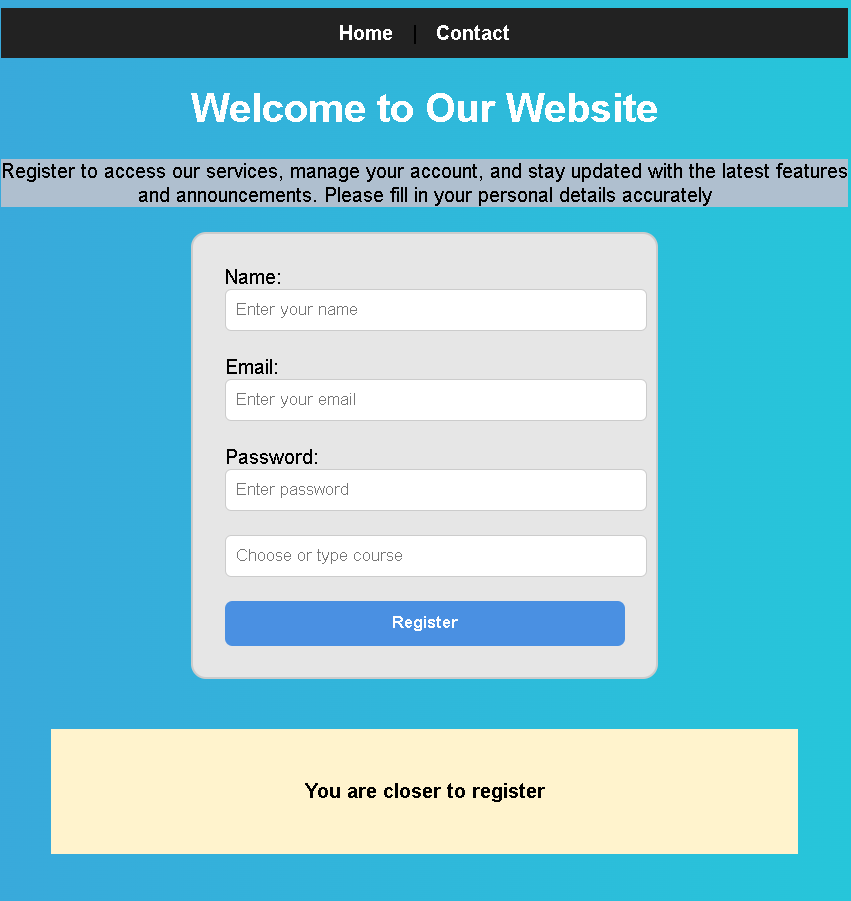 Home | Contact
Welcome to Our Website
Register to access our services, manage your account, and stay updated with the latest features
and announcements. Please fill in your personal details accurately
Name:
Enter your name
Email:
Enter your email
Password:
Enter password
Choose or type course
Register
You are closer to register